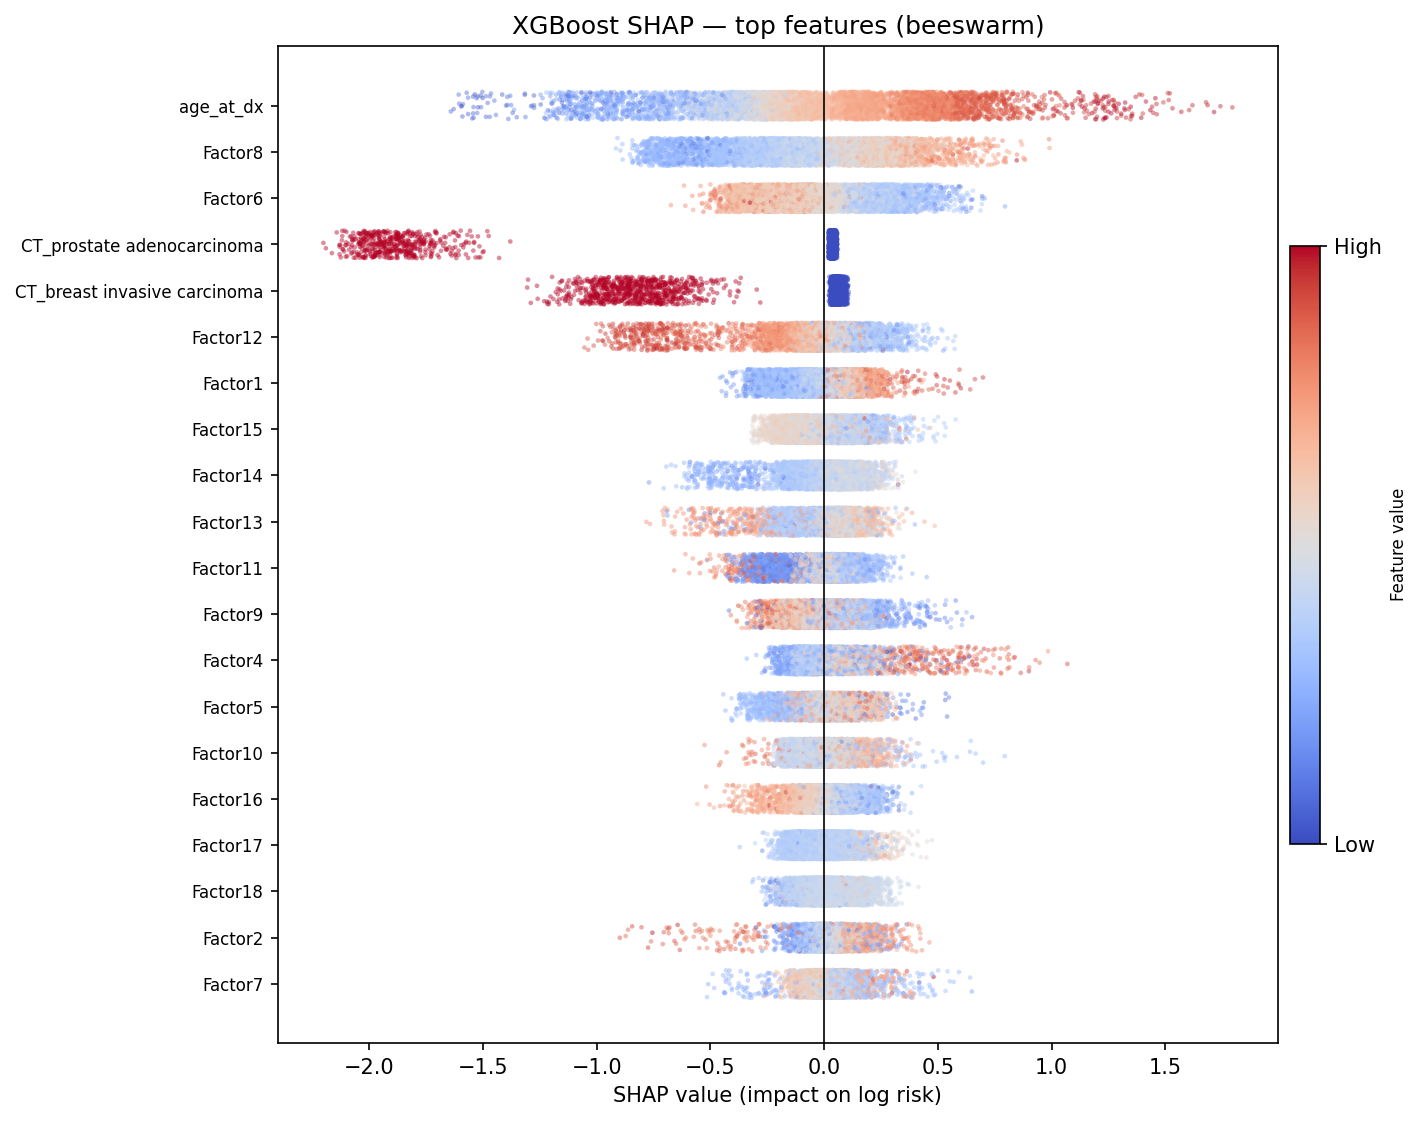 XGBoost SHAP — top features (beeswarm)
age_at_dx
Factor8
Factor6
CT_prostate adenocarcinoma
CT_breast invasive carcinoma
Factor12
Factor1
Factor15
Factor14
Factor13
Factor11
Factor9
Factor4
Factor5
Factor10
Factor16
Factor17
Factor18
Factor2
Factor7
−2.0 −1.5 −1.0 −0.5 0.0 0.5 1.0 1.5
SHAP value (impact on log risk)
High
Feature value
Low